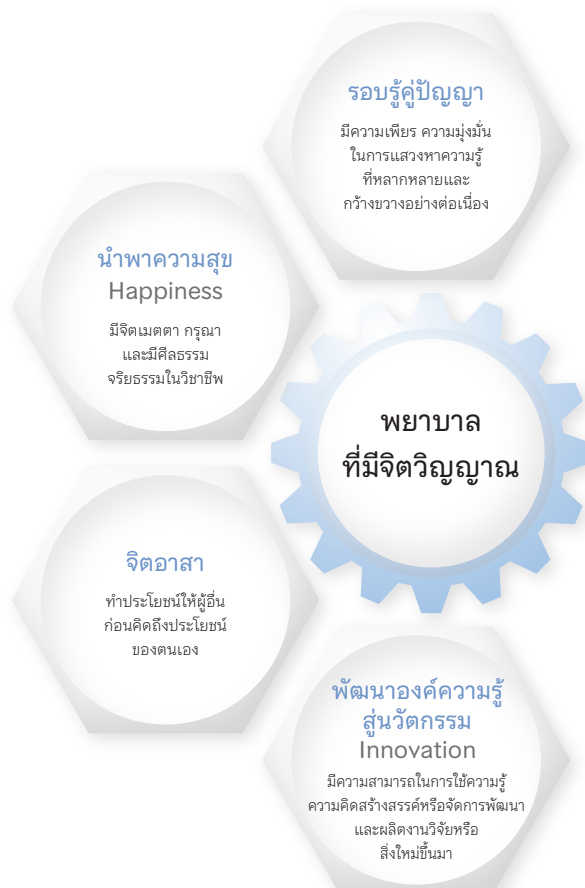 รอบรู้คู่ปัญญา
มีความเพียร ความมุ่งมั่น
ในการแสวงหาความรู้
ที่หลากหลายและ
กว้างขวางอย่างต่อเนื่อง
นำพาความสุข
Happiness
มีจิตเมตตา กรุณา
และมีศีลธรรม
จริยธรรมในวิชาชีพ
พยาบาล
ที่มีจิตวิญญาณ
จิตอาสา
ทำประโยชน์ให้ผู้อื่น
ก่อนคิดถึงประโยชน์
ของตนเอง
พัฒนาองค์ความรู้
สู่นวัตกรรม
Innovation
มีความสามารถในการใช้ความรู้
ความคิดสร้างสรรค์หรือจัดการพัฒนา
และผลิตงานวิจัยหรือ
สิ่งใหม่ขึ้นมา